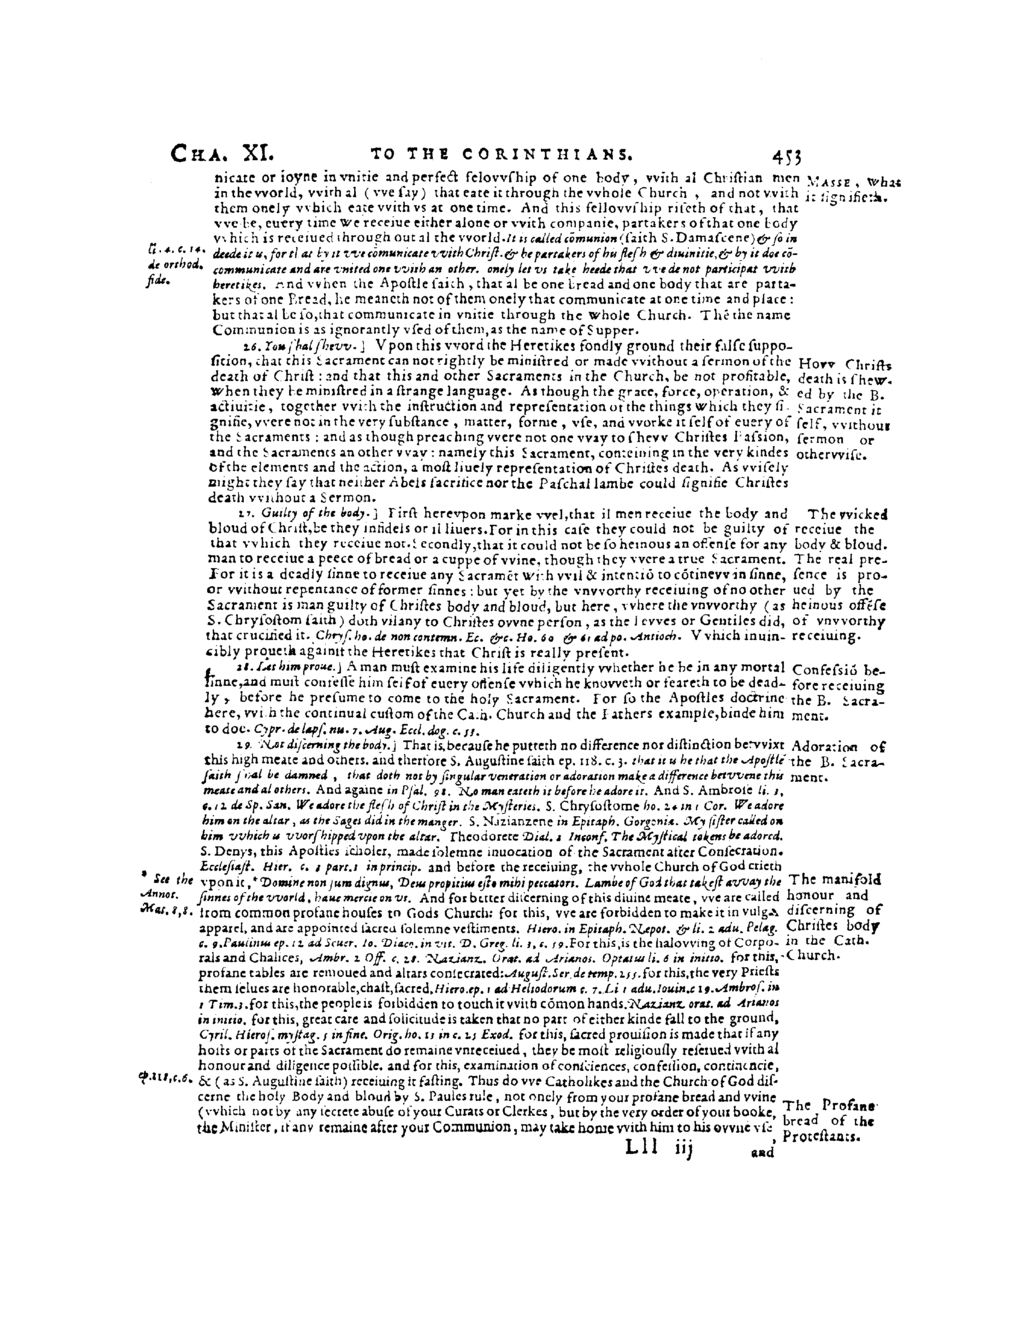 CHA. XI. TO THE CORINTHIANS. 453
nicate or ioyne in vnitie and perfect felovvſhip of one body, vvith al Chriſtian men
in the vvorld, vvith al (vve ſay) that eate it through the vvhole Church, and not vvith
them onely vvhich eate vvith vs at one time. And this fellovvſhip riſeth of that, that
vve be, euery time we receiue either alone or vvith companie, partakers of that one body
vvhich is receiued through out al the vvorld. It is called cōmunion (ſaith S. Damaſcene) & ſo in
deede it is, for that by it vve cōmunicate vvith Chriſt, & be partakers of his fleſh & diuinitie, & by it doe cō-
communicate and are vnited one vvith an other. onely let vs take heede that vve do not participat vvith
heretikes. And vvhen the Apoſtle ſaith, that al be one bread and one body that are parta-
kers of one Bread, he meaneth not of them onely that communicate at one time and place:
but that al be ſo, that communicate in vnitie through the whole Church. Thē the name
Communion is as ignorantly vſed of them, as the name of Supper.
26. You ſhal ſhevv.] Vpon this vvord the Heretikes fondly ground their falſe ſuppo-
ſition, that this Sacrament can not rightly be miniſtred or made vvithout a ſermon of the
death of Chriſt: and that this and other Sacraments in the Church, be not profitable,
when they be miniſtred in a ſtrange language. As though the grace, force, operation, &
actiuitie, together vvith the inſtruction and repreſentation of the things which they ſi-
gnifie, vvere not in the very ſubſtance, matter, forme, vſe, and vvorke it ſelf of euery of
the Sacraments: and as though preaching vvere not one vvay to ſhevv Chriſtes Paſsion,
and the Sacraments an other vvay: namely this Sacrament, conteining in the very kindes
of the elements and the action, a moſt liuely repreſentation of Chriſtes death. As vviſely
might they ſay that neither Abels ſacrifice nor the Paſchal lambe could ſignifie Chriſtes
death vvithout a Sermon.
27. Guilty of the body.] Firſt herevpon marke vvel, that il men receiue the body and
bloud of Chriſt, be they infidels or il liuers. For in this caſe they could not be guilty of
that vvhich they receiue not. Secondly, that it could not be ſo heinous an offenſe for any
man to receiue a peece of bread or a cuppe of vvine, though they vvere a true Sacrament.
For it is a deadly ſinne to receiue any Sacramēt with vvil & intentiō to cōtinevv in ſinne,
or vvithout repentance of former ſinnes: but yet by the vnvvorthy receiuing of no other
Sacrament is man guilty of Chriſtes body and bloud, but here, vvhere the vnvvorthy (as
S. Chryſoſtom ſaith) doth vilany to Chriſtes ovvne perſon, as the Ievves or Gentiles did,
that crucified it. Chryſ. ho. de non contemn. Ec. &c. Ho. 60 & 61 ad po. Antioch. VVhich inuin-
cibly proueth againſt the Heretikes that Chriſt is really preſent.
28. Let him proue.] A man muſt examine his life diligently vvhether he be in any mortal
ſinne, and muſt confeſſe him ſelf of euery offenſe vvhich he knovveth or feareth to be dead-
ly, before he preſume to come to the holy Sacrament. For ſo the Apoſtles doctrine
here, vvith the continual cuſtom of the Cath. Church and the Fathers example, binde him
to doe. Cypr. de lapſ. nu. 7. Aug. Eccl. dog. c. 53.
29. Not diſcerning the body.] That is, becauſe he putteth no difference nor diſtinction betvvixt
this high meate and others. and therfore S. Auguſtine ſaith ep. 118. c. 3. that it is he that the Apoſtle
ſaith ſhal be damned, that doth not by ſingular veneration or adoration make a difference betvvene this
meate and al others. And againe in Pſal. 98. No man eateth it before he adore it. And S. Ambroſe li. 3,
c. 12 de Sp. San. We adore the fleſh of Chriſt in the Myſteries. S. Chryſoſtome ho. 24 in 1 Cor. We adore
him on the altar, as the Sages did in the manger. S. Nazianzene in Epitaph. Gorgonia. My ſiſter called on
him vvhich is vvorſhipped vpon the altar. Theodorete Dial. 2 Inconf. The Myſtical tokens be adored.
S. Denys, this Apoſtles ſcholer, made ſolemne inuocation of the Sacrament after Conſecration.
Eccleſiaſt. Hier. c. 3 part. 3 in princip. and before the receiuing, the vvhole Church of God crieth
vpon it, * Domine non ſum dignus, Deus propitius eſto mihi peccatori. Lambe of God that takeſt avvay the
ſinnes of the vvorld, haue mercie on vs. And for better diſcerning of this diuine meate, vve are called
from common profane houſes to Gods Church: for this, vve are forbidden to make it in vulgar
apparel, and are appointed ſacred ſolemne veſtiments. Hiero. in Epitaph. Nepot. & li. 2 adu. Pelag.
c. 9. Paulinus ep. 12 ad Seuer. Io. Diac. in vit. D. Greg. li. 3, c. 59. For this, is the halovving of Corpo-
rals and Chalices, Ambr. 2 Off. c. 28. Nazianz. Orat. ad Arianos. Optatus li. 6 in initio. for this,
profane tables are remoued and altars conſecrated: Auguſt. Ser. de temp. 255. for this, the very Prieſts
them ſelues are honorable, chaſt, ſacred, Hiero. ep. 1 ad Heliodorum c. 7. Li 1 adu. Iouin. c 19. Ambroſ. in
1 Tim. 3. for this, the people is forbidden to touch it vvith cōmon hands. Nazianz. orat. ad Arianos
in initio. for this, great care and ſolicitude is taken that no part of either kinde fall to the ground,
Cyril. Hieroſ. myſtag. 5 in fine. Orig. ho. 13 in c. 25 Exod. for this, ſacred prouiſion is made that if any
hoſts or parts of the Sacrament do remaine vnreceiued, they be moſt religiouſly reſerued vvith al
honour and diligence poſſible. and for this, examination of conſciences, confeſſion, continencie,
& (as S. Auguſtine ſaith) receiuing it faſting. Thus do vve Catholikes and the Church of God diſ-
cerne the holy Body and bloud by S. Paules rule, not onely from your profane bread and vvine
(vvhich not by any ſecrete abuſe of your Curats or Clerkes, but by the very order of your booke,
the Miniſter, if any remaine after your Communion, may take home vvith him to his ovvne vſe,
Lll iij and
li. 4. c. 14.
de orthod.
fide.
* See the
Annot.
Mat. 8, 8.
ep. 118, c. 6.
MASSE, What
it ſignifieth.
Hovv Chriſts
death is ſhew-
ed by the B.
Sacrament it
ſelf, vvithout
ſermon or
othervviſe.
The vvicked
receiue the
body & bloud.
The real pre-
ſence is pro-
ued by the
heinous offēſe
of vnvvorthy
receiuing.
Confeſsiō be-
fore receiuing
the B. Sacra-
ment.
Adoration of
the B. Sacra-
ment.
The manifold
honour and
diſcerning of
Chriſtes body
in the Cath.
Church.
The Profane
bread of the
Proteſtants.